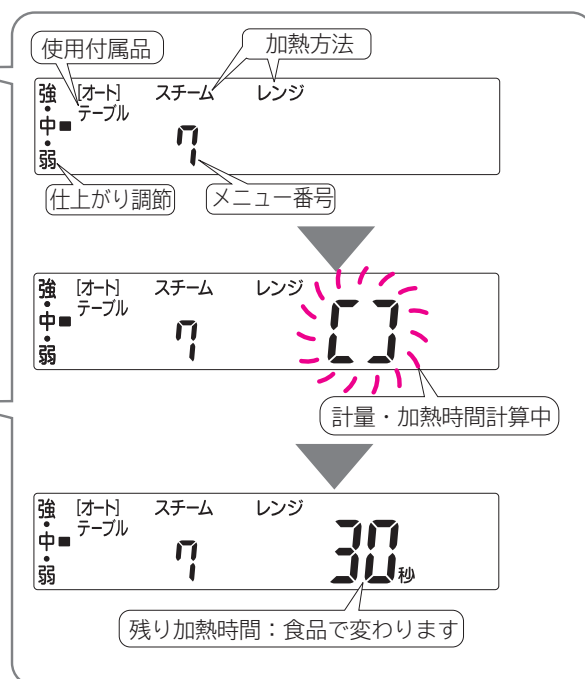 使用付属品
加熱方法
強・中・弱
[オート] スチーム レンジ
テーブル
7
仕上がり調節
メニュー番号
強・中・弱
[オート] スチーム レンジ
テーブル
7
計量・加熱時間計算中
強・中・弱
[オート] スチーム レンジ
テーブル
7 30秒
残り加熱時間：食品で変わります